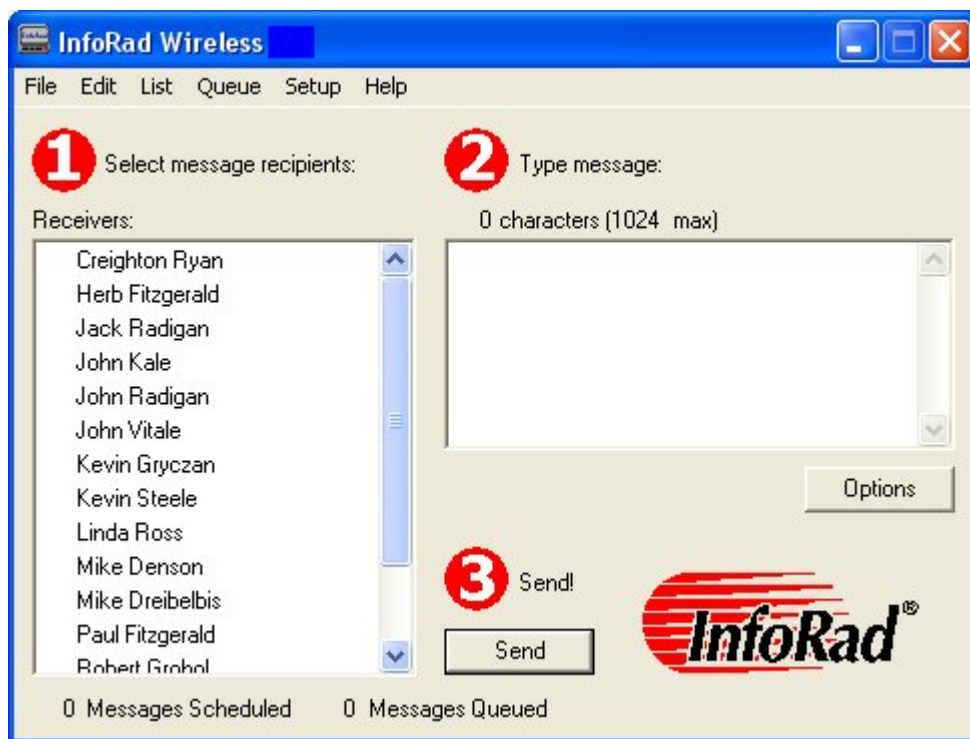 InfoRad Wireless
File Edit List Queue Setup Help
1 Select message recipients:
Receivers:
Creighton Ryan
Herb Fitzgerald
Jack Radigan
John Kale
John Radigan
John Vitale
Kevin Gryczan
Kevin Steele
Linda Ross
Mike Denson
Mike Dreibelbis
Paul Fitzgerald
Robert Grohol
2 Type message:
0 characters (1024 max)
Options
3 Send!
Send
InfoRad®
0 Messages Scheduled 0 Messages Queued